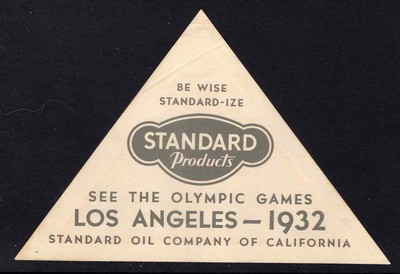 BE WISE
STANDARD-IZE
STANDARD
Products
SEE THE OLYMPIC GAMES
LOS ANGELES — 1932
STANDARD OIL COMPANY OF CALIFORNIA